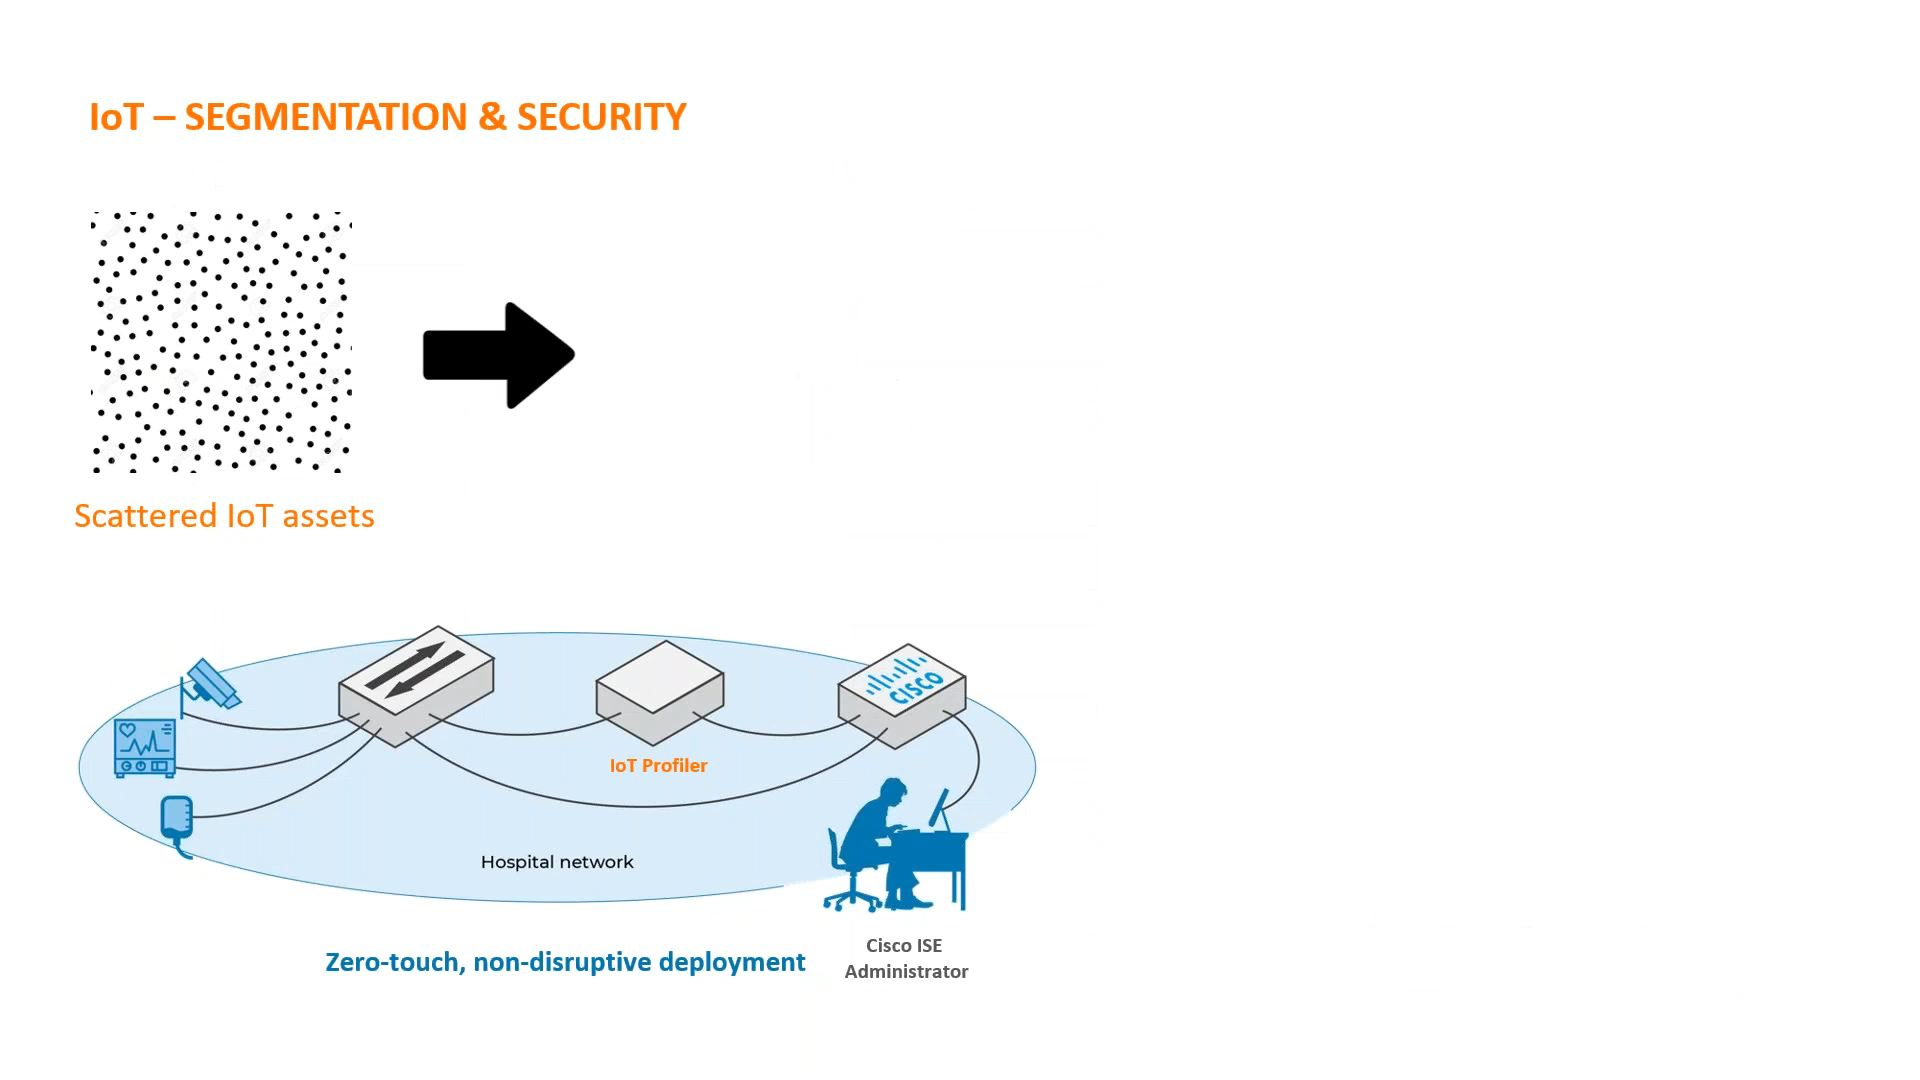 IoT – SEGMENTATION & SECURITY
Scattered IoT assets
CISCO
IoT Profiler
Hospital network
Zero-touch, non-disruptive deployment
Cisco ISE
Administrator